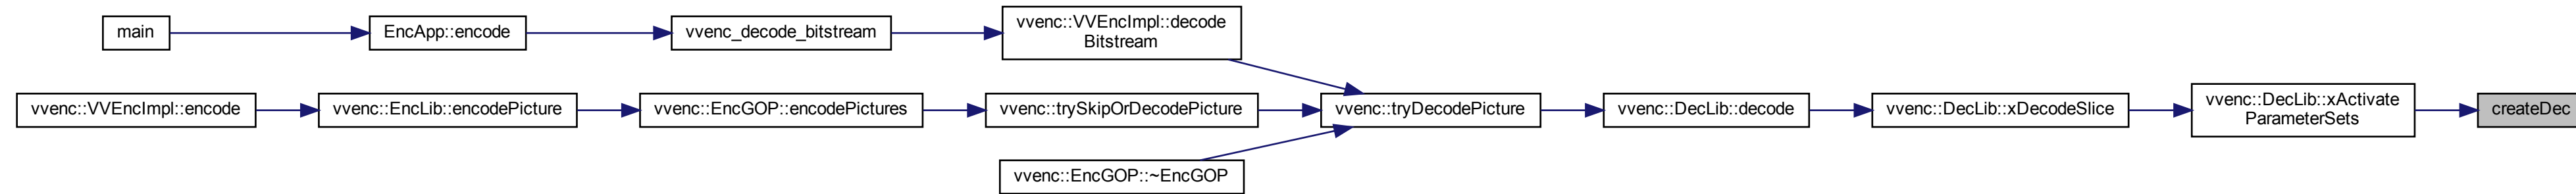 main
EncApp::encode
vvenc_decode_bitstream
vvenc::VVEncImpl::decode
Bitstream
vvenc::VVEncImpl::encode
vvenc::EncLib::encodePicture
vvenc::EncGOP::encodePictures
vvenc::trySkipOrDecodePicture
vvenc::tryDecodePicture
vvenc::DecLib::decode
vvenc::DecLib::xDecodeSlice
vvenc::DecLib::xActivate
ParameterSets
createDec
vvenc::EncGOP::~EncGOP